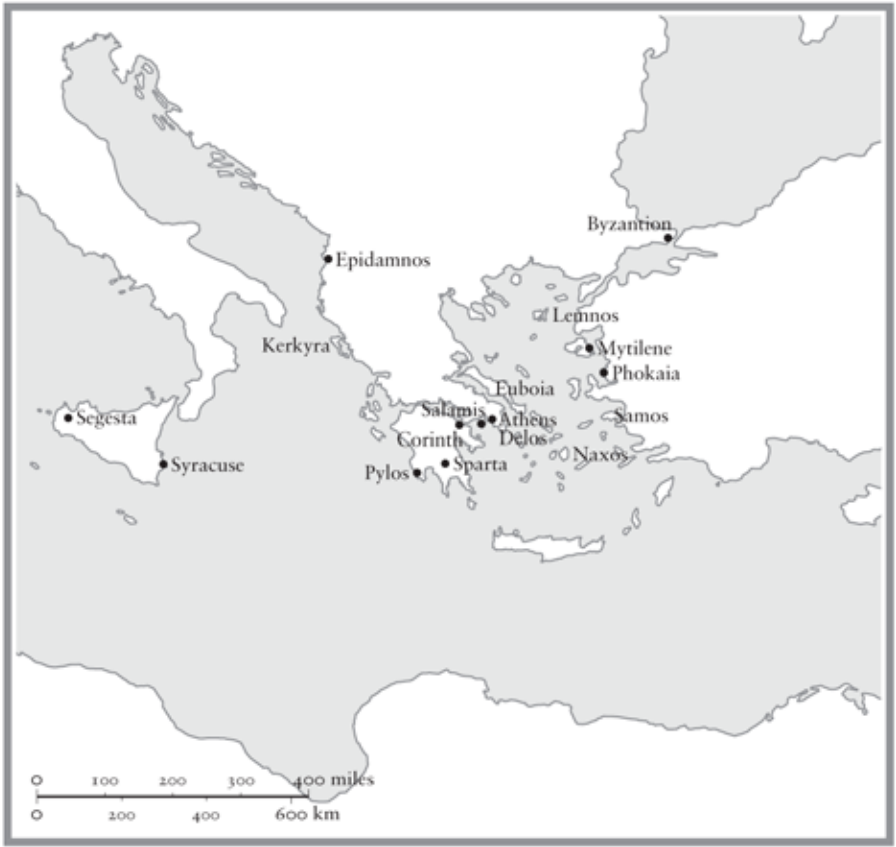 Byzantion
Epidamnos
Lemnos
Kerkyra
Mytilene
Phokaia
Euboia
Salamis
Segesta
Samos
Athens
Corinth
Delos
Naxos
Syracuse
Pylos
Sparta
0 100 200 300 400 miles
0 200 400 600 km